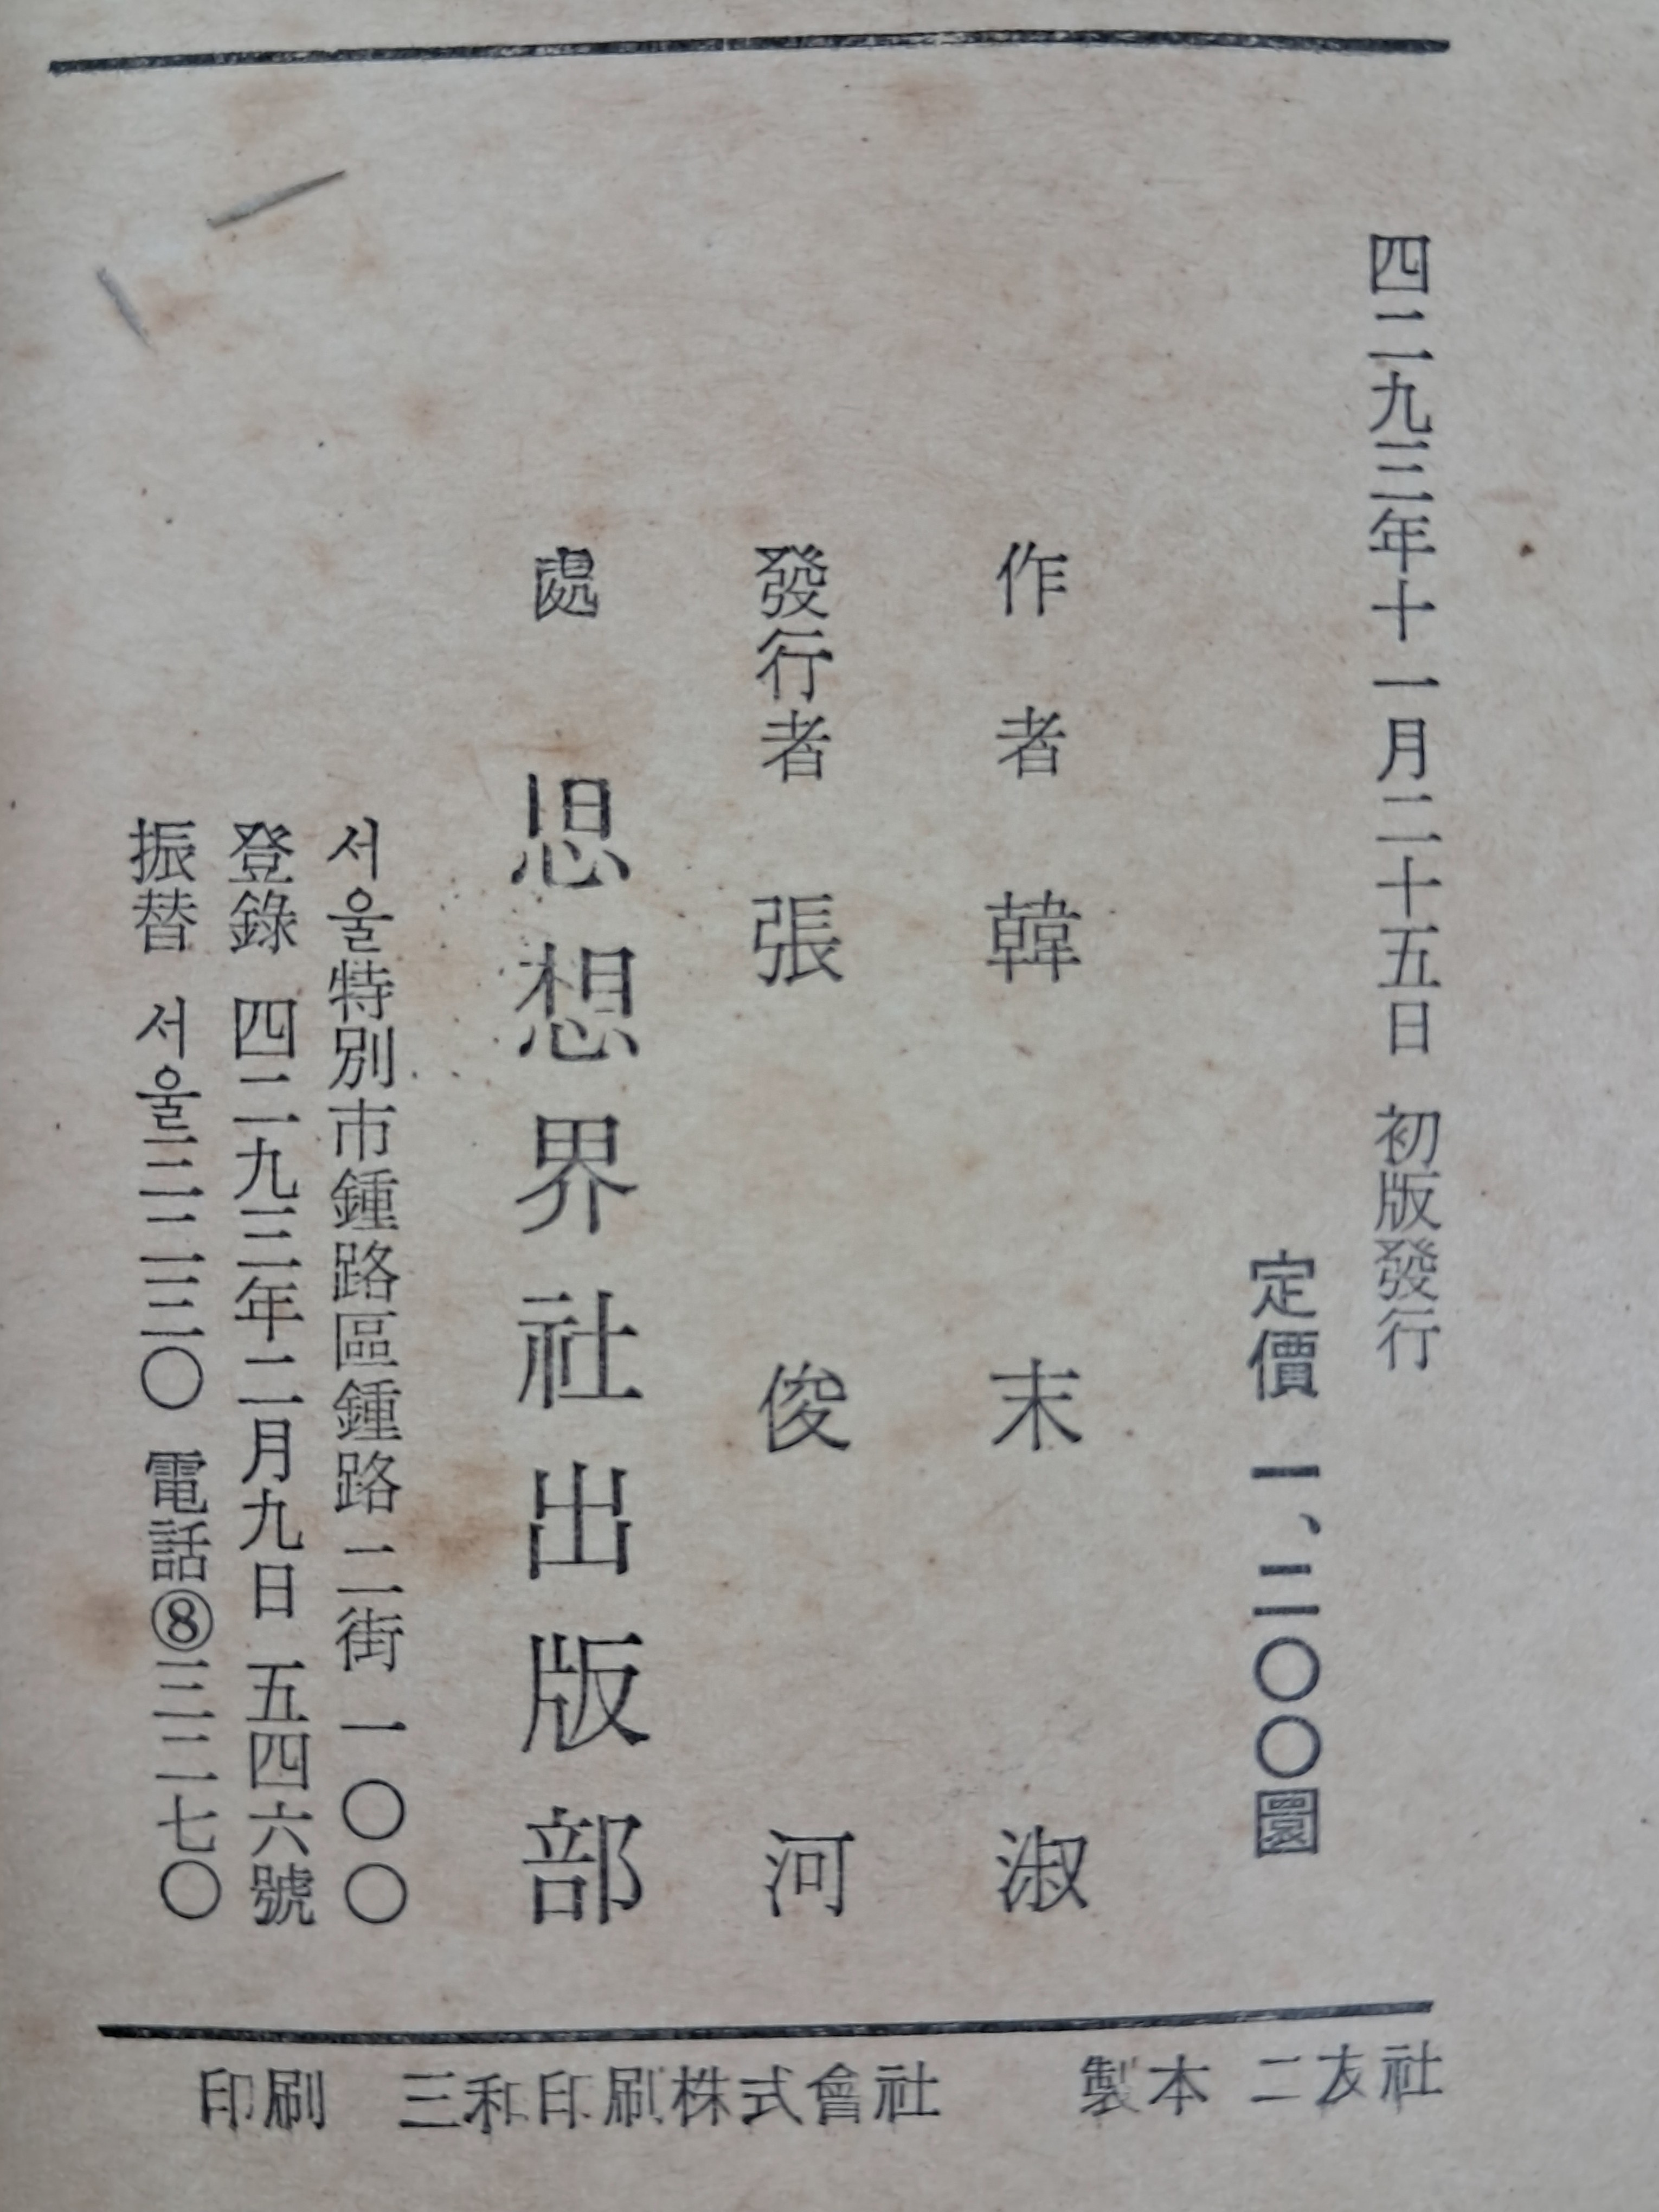 四二九三年十一月二十五日 初版發行
定價 一、二〇〇圜
作者 韓末淑
發行者 張俊河
處 思想界社出版部
서울特別市鍾路區鍾路二街一〇〇
登錄 四二九三年二月九日 五四六號
振替 서울三二三〇 電話⑧三二七〇
印刷 三和印刷株式會社 製本 二友社